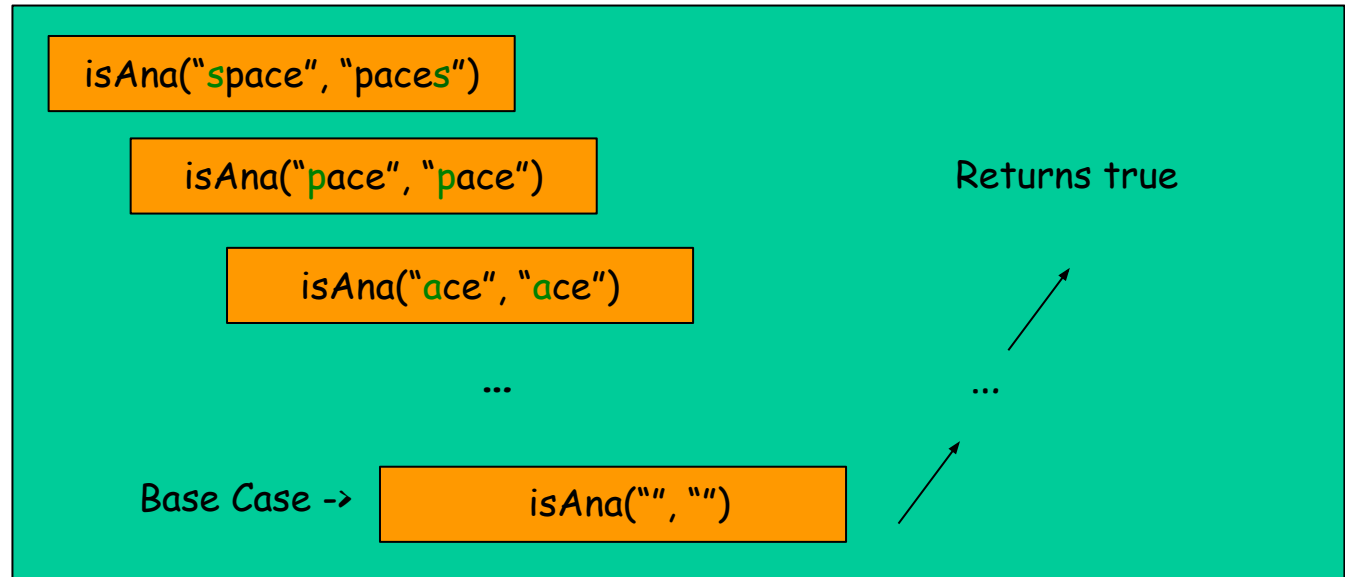 isAna(“space”, “paces”)
isAna(“pace”, “pace”)
Returns true
isAna(“ace”, “ace”)
...
...
Base Case ->
isAna(“”, “”)